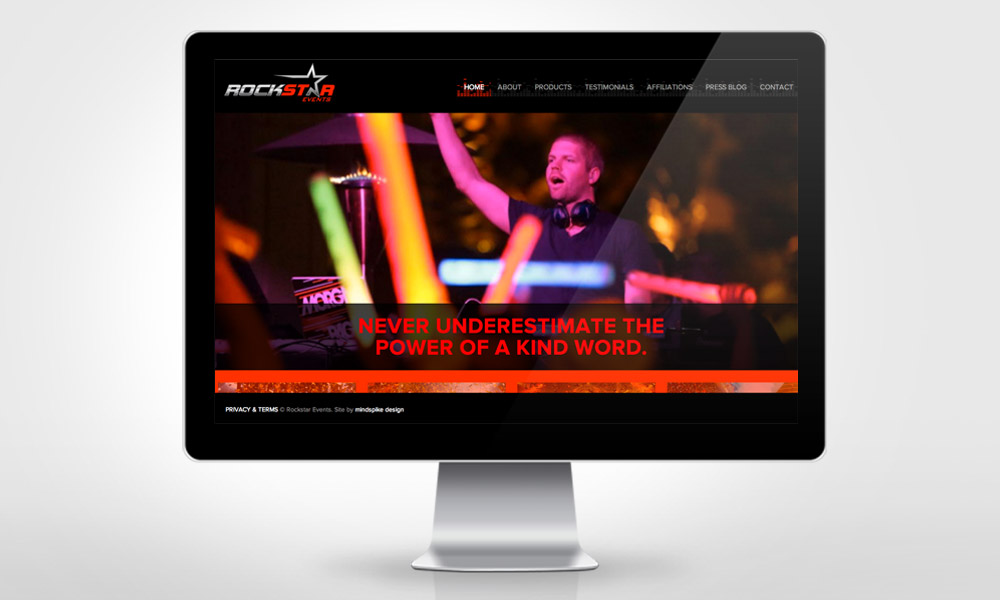 ROCKSTAR
EVENTS
HOME ABOUT PRODUCTS TESTIMONIALS AFFILIATIONS PRESS BLOG CONTACT
NEVER UNDERESTIMATE THE
POWER OF A KIND WORD.
PRIVACY & TERMS © Rockstar Events. Site by mindspike design